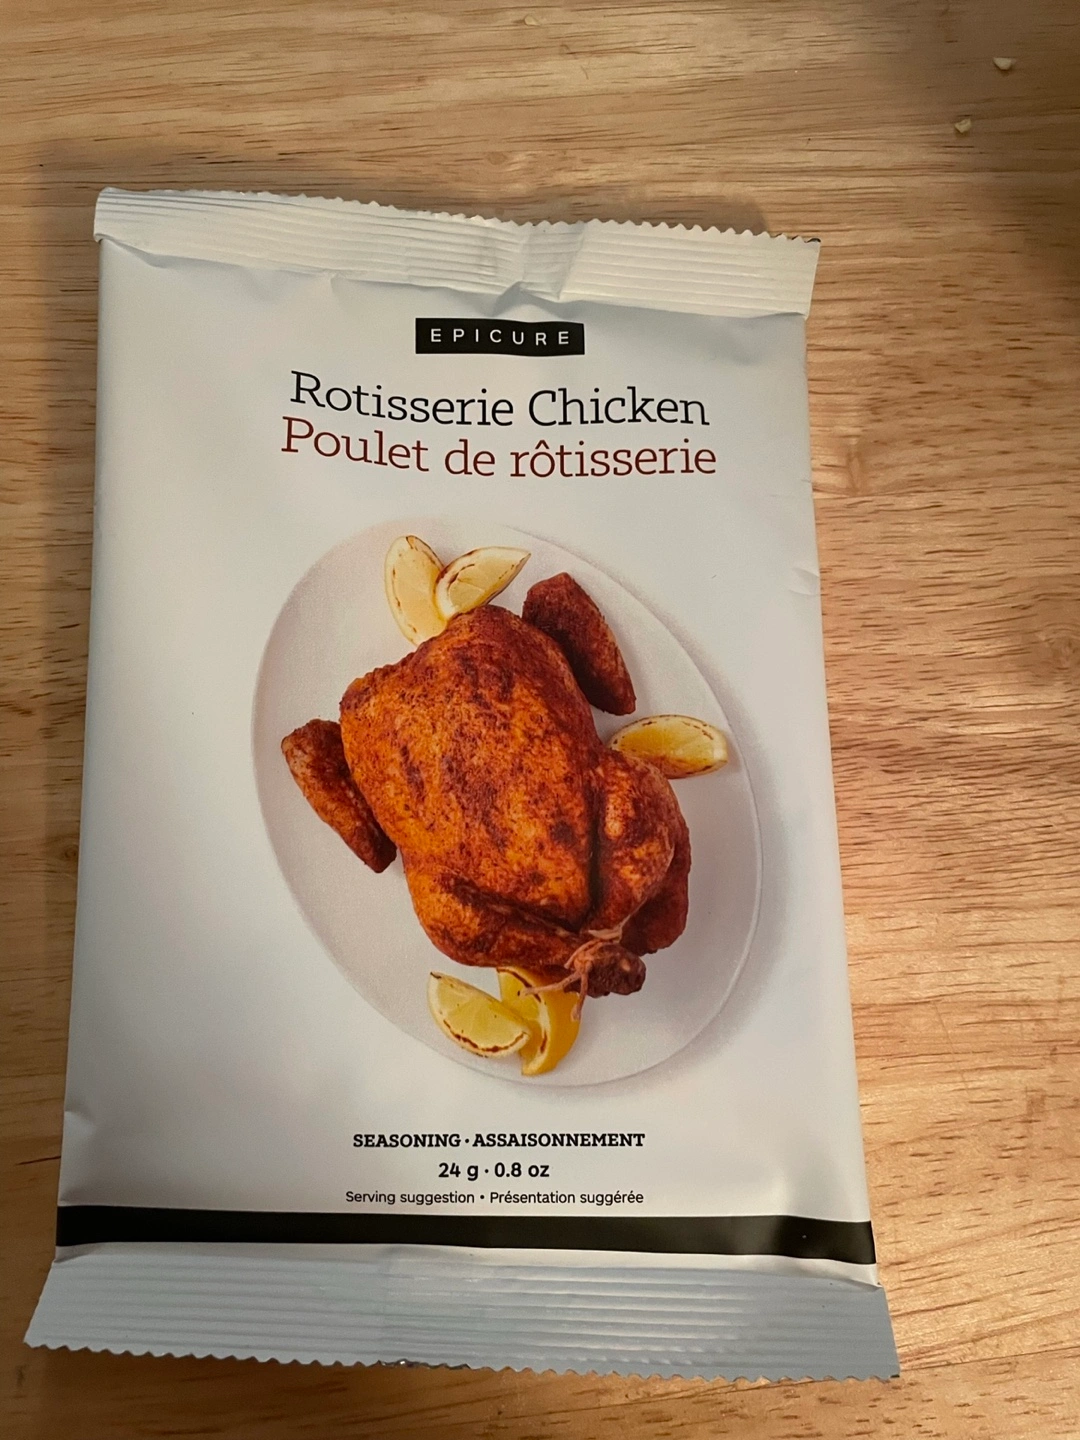 EPICURE
Rotisserie Chicken
Poulet de rôtisserie
SEASONING · ASSAISONNEMENT
24 g · 0.8 oz
Serving suggestion • Présentation suggérée